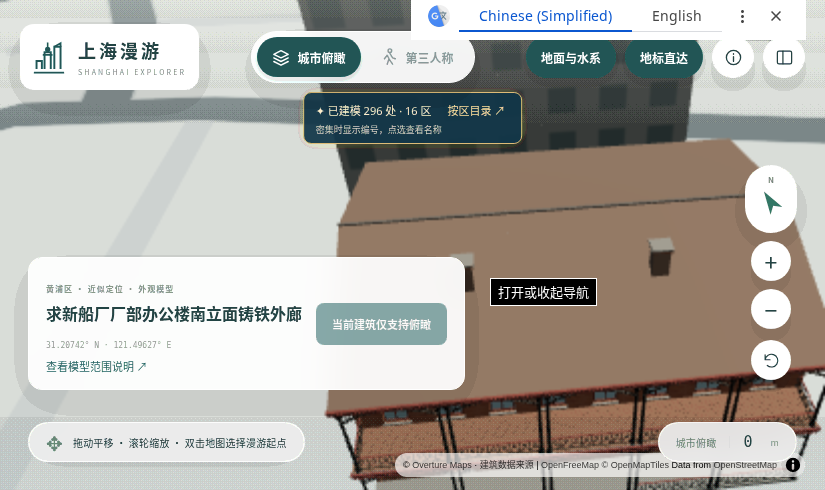 Chinese (Simplified)
English
上海漫游
SHANGHAI EXPLORER
城市俯瞰
第三人称
地面与水系
地标直达
✦ 已建模 296 处 · 16 区 按区目录 ↗
密集时显示编号，点选查看名称
N
黄浦区 · 近似定位 · 外观模型
求新船厂厂部办公楼南立面铸铁外廊
当前建筑仅支持俯瞰
31.20742° N · 121.49627° E
查看模型范围说明 ↗
打开或收起导航
+
−
拖动平移 · 滚轮缩放 · 双击地图选择漫游起点
城市俯瞰 0 m
© Overture Maps · 建筑数据来源 | OpenFreeMap © OpenMapTiles Data from OpenStreetMap